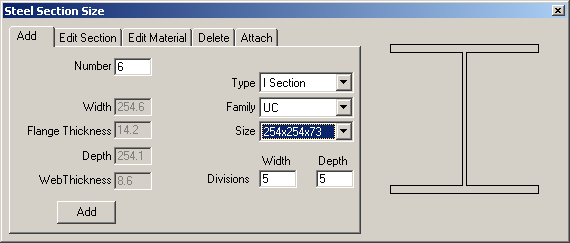 Steel Section Size
Add Edit Section Edit Material Delete Attach
Number 6
Type I Section
Width 254.6
Family UC
Flange Thickness 14.2
Size 254x254x73
Depth 254.1
Width Depth
WebThickness 8.6
Divisions 5 5
Add